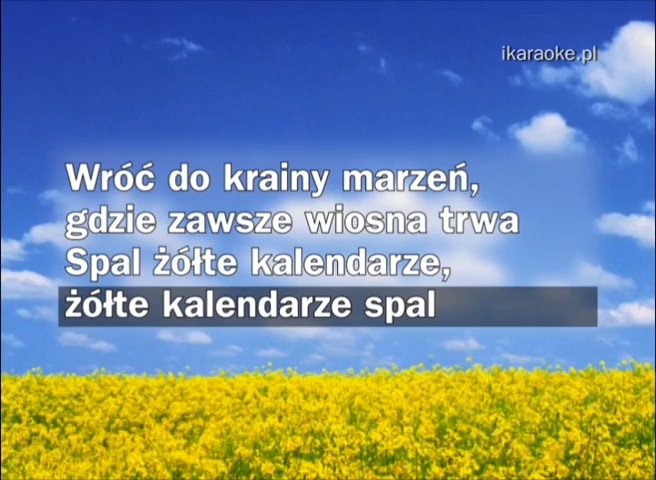 ikaraoke.pl
Wróć do krainy marzeń,
gdzie zawsze wiosna trwa
Spal żółte kalendarze,
żółte kalendarze spal